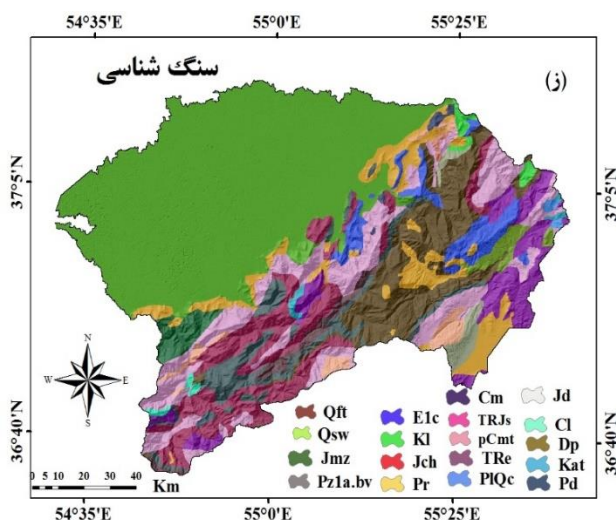 54°35'E 55°0'E 55°25'E
سنگ شناسی
(ز)
37°5'N 37°5'N
N
W E
S
36°40'N 36°40'N
Qft E1c Cm Jd
Qsw Kl TRJs Cl
Jmz Jch pCmt Dp
Pz1a.bv Pr TRe Kat
PlQc Pd
0 5 10 20 30 40
Km
54°35'E 55°0'E 55°25'E